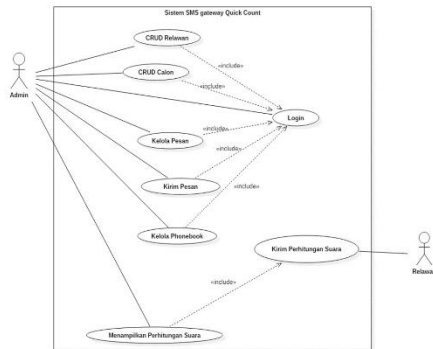 Sistem SMS gateway Quick Count
CRUD Relawan
«include»
CRUD Calon
«include»
Admin
Login
«include»
Kelola Pesan
«include»
Kirim Pesan
«include»
Kelola Phonebook
Kirim Perhitungan Suara
Relawa
«include»
Menampilkan Perhitungan Suara